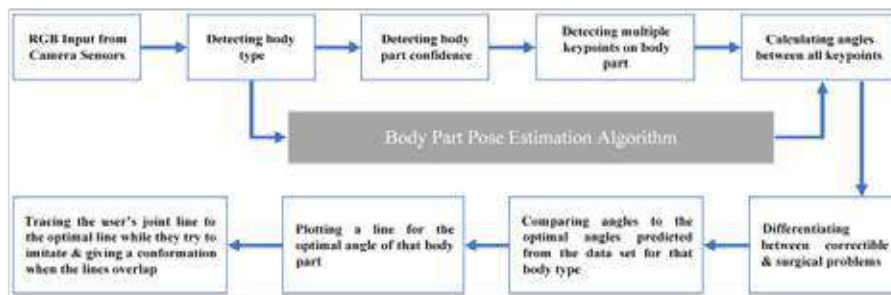 RGB Input from
Camera Sensors
Detecting body
type
Detecting body
part confidence
Detecting multiple
keypoints on body
part
Calculating angles
between all keypoints
Body Part Pose Estimation Algorithm
Tracing the user's joint line to
the optimal line while they try to
imitate & giving a conformation
when the lines overlap
Plotting a line for the
optimal angle of that body
part
Comparing angles to the
optimal angles predicted
from the data set for that
body type
Differentiating
between correctible
& surgical problems